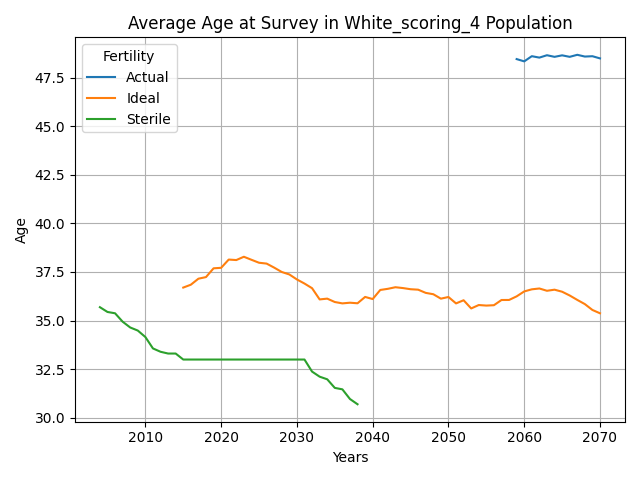 Average Age at Survey in White_scoring_4 Population
Fertility
Actual
Ideal
Sterile
47.5
45.0
42.5
40.0
37.5
35.0
32.5
30.0
Age
2010 2020 2030 2040 2050 2060 2070
Years